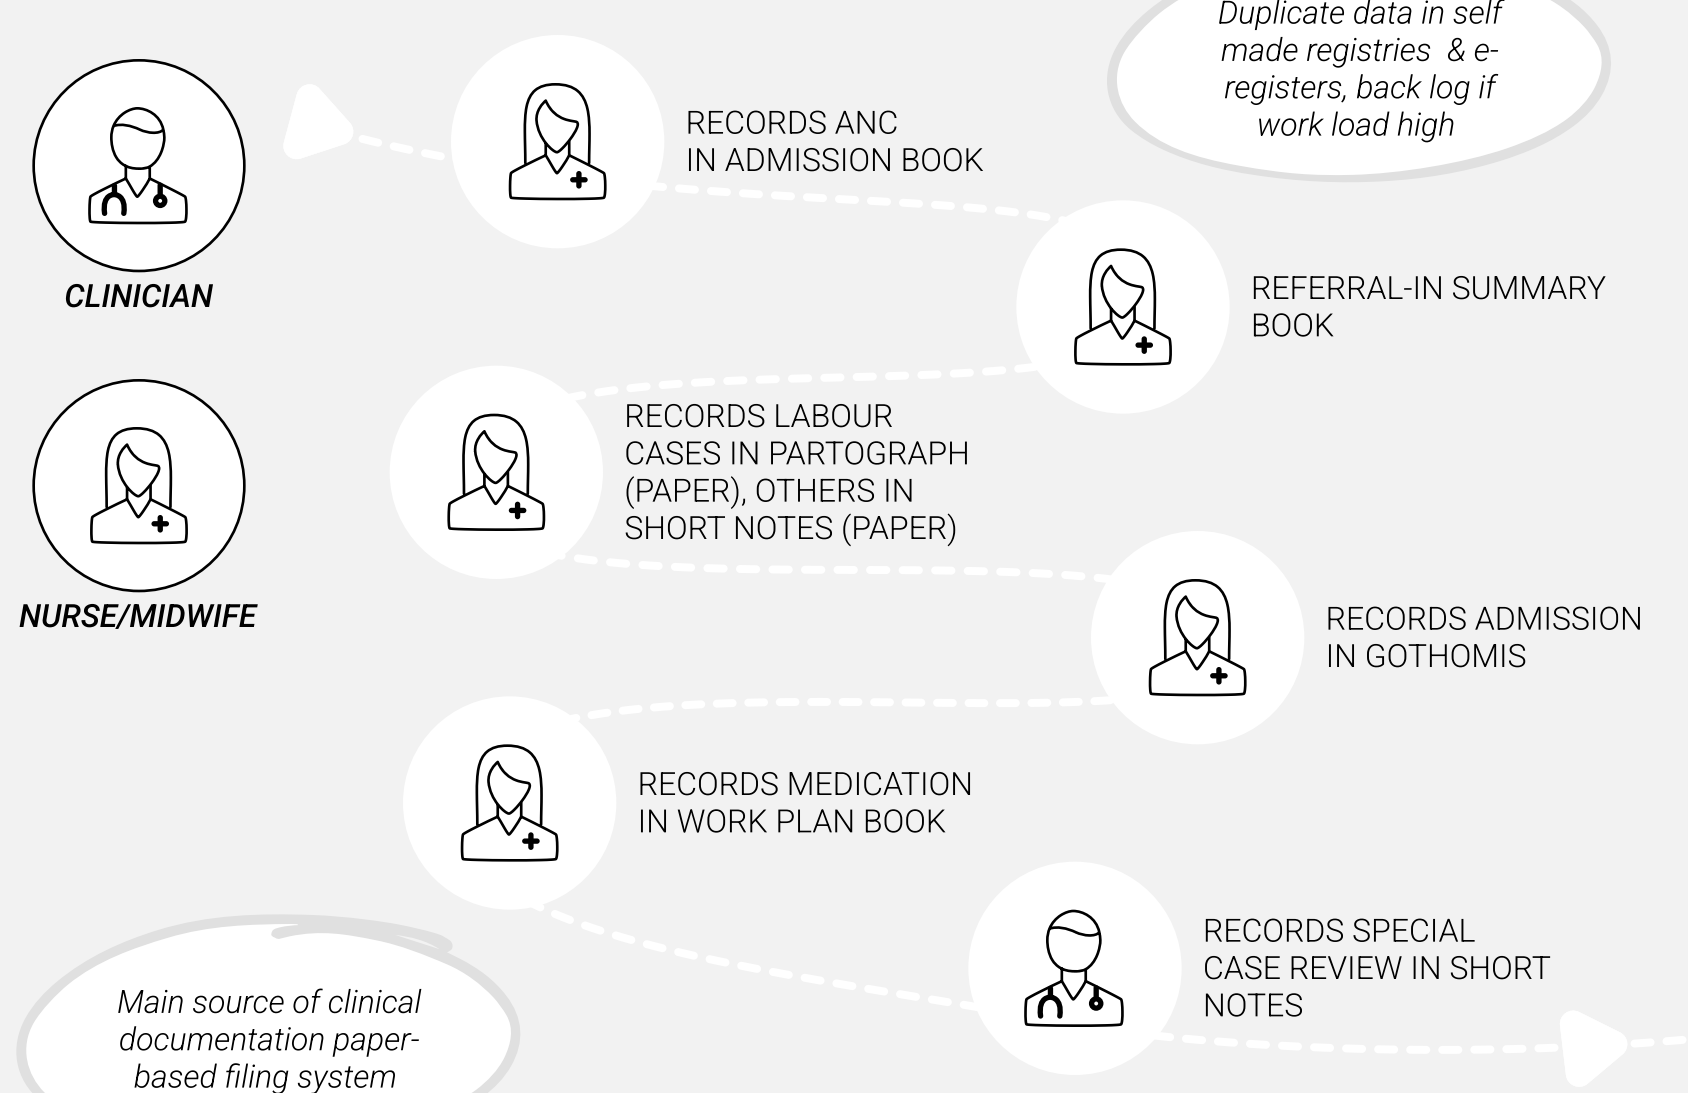 Duplicate data in self
made registries & e-
registers, back log if
work load high
RECORDS ANC
IN ADMISSION BOOK
CLINICIAN
REFERRAL-IN SUMMARY
BOOK
RECORDS LABOUR
CASES IN PARTOGRAPH
(PAPER), OTHERS IN
SHORT NOTES (PAPER)
NURSE/MIDWIFE
RECORDS ADMISSION
IN GOTHOMIS
RECORDS MEDICATION
IN WORK PLAN BOOK
RECORDS SPECIAL
CASE REVIEW IN SHORT
NOTES
Main source of clinical
documentation paper-
based filing system